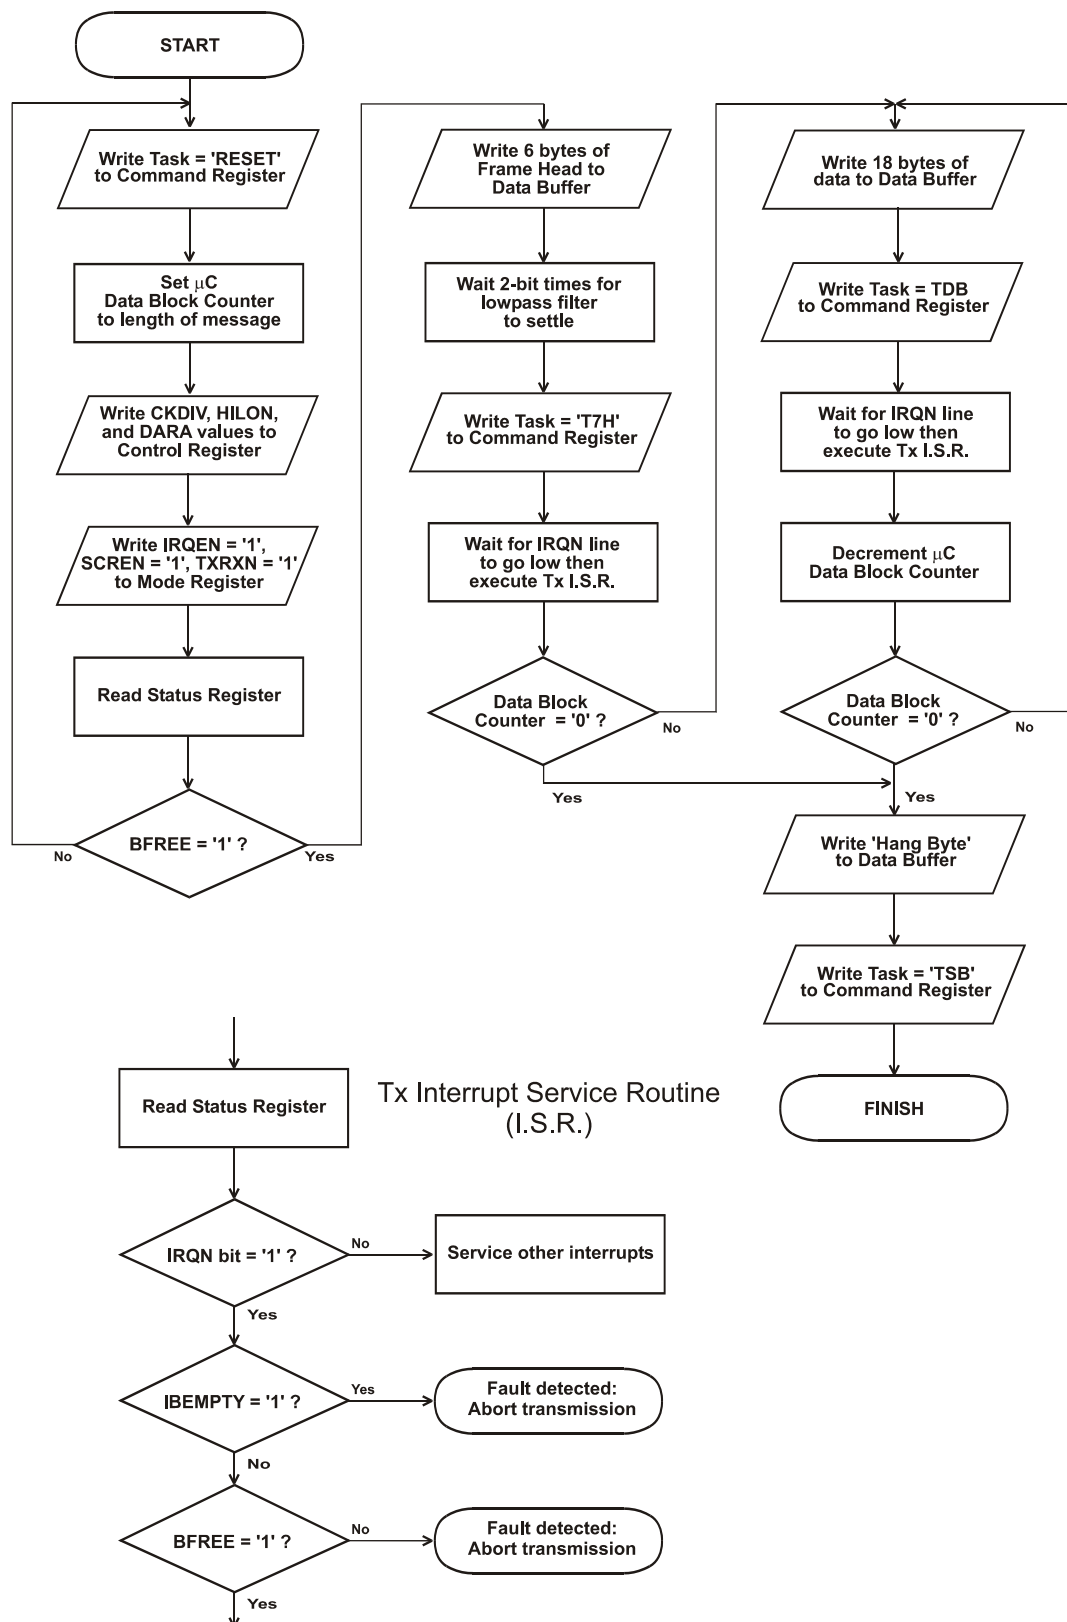 START
Write Task = 'RESET'
to Command Register
Set μC
Data Block Counter
to length of message
Write CKDIV, HILON,
and DARA values to
Control Register
Write IRQEN = '1',
SCREN = '1', TXRXN = '1'
to Mode Register
Read Status Register
BFREE = '1' ?
No
Yes
Write 6 bytes of
Frame Head to
Data Buffer
Wait 2-bit times for
lowpass filter
to settle
Write Task = 'T7H'
to Command Register
Wait for IRQN line
to go low then
execute Tx I.S.R.
Data Block
Counter = '0' ?
No
Yes
Write 18 bytes of
data to Data Buffer
Write Task = TDB
to Command Register
Wait for IRQN line
to go low then
execute Tx I.S.R.
Decrement μC
Data Block Counter
Data Block
Counter = '0' ?
No
Yes
Write 'Hang Byte'
to Data Buffer
Write Task = 'TSB'
to Command Register
FINISH
Tx Interrupt Service Routine
(I.S.R.)
Read Status Register
IRQN bit = '1' ?
No
Service other interrupts
Yes
IBEMPTY = '1' ?
Yes
Fault detected:
Abort transmission
No
BFREE = '1' ?
No
Fault detected:
Abort transmission
Yes